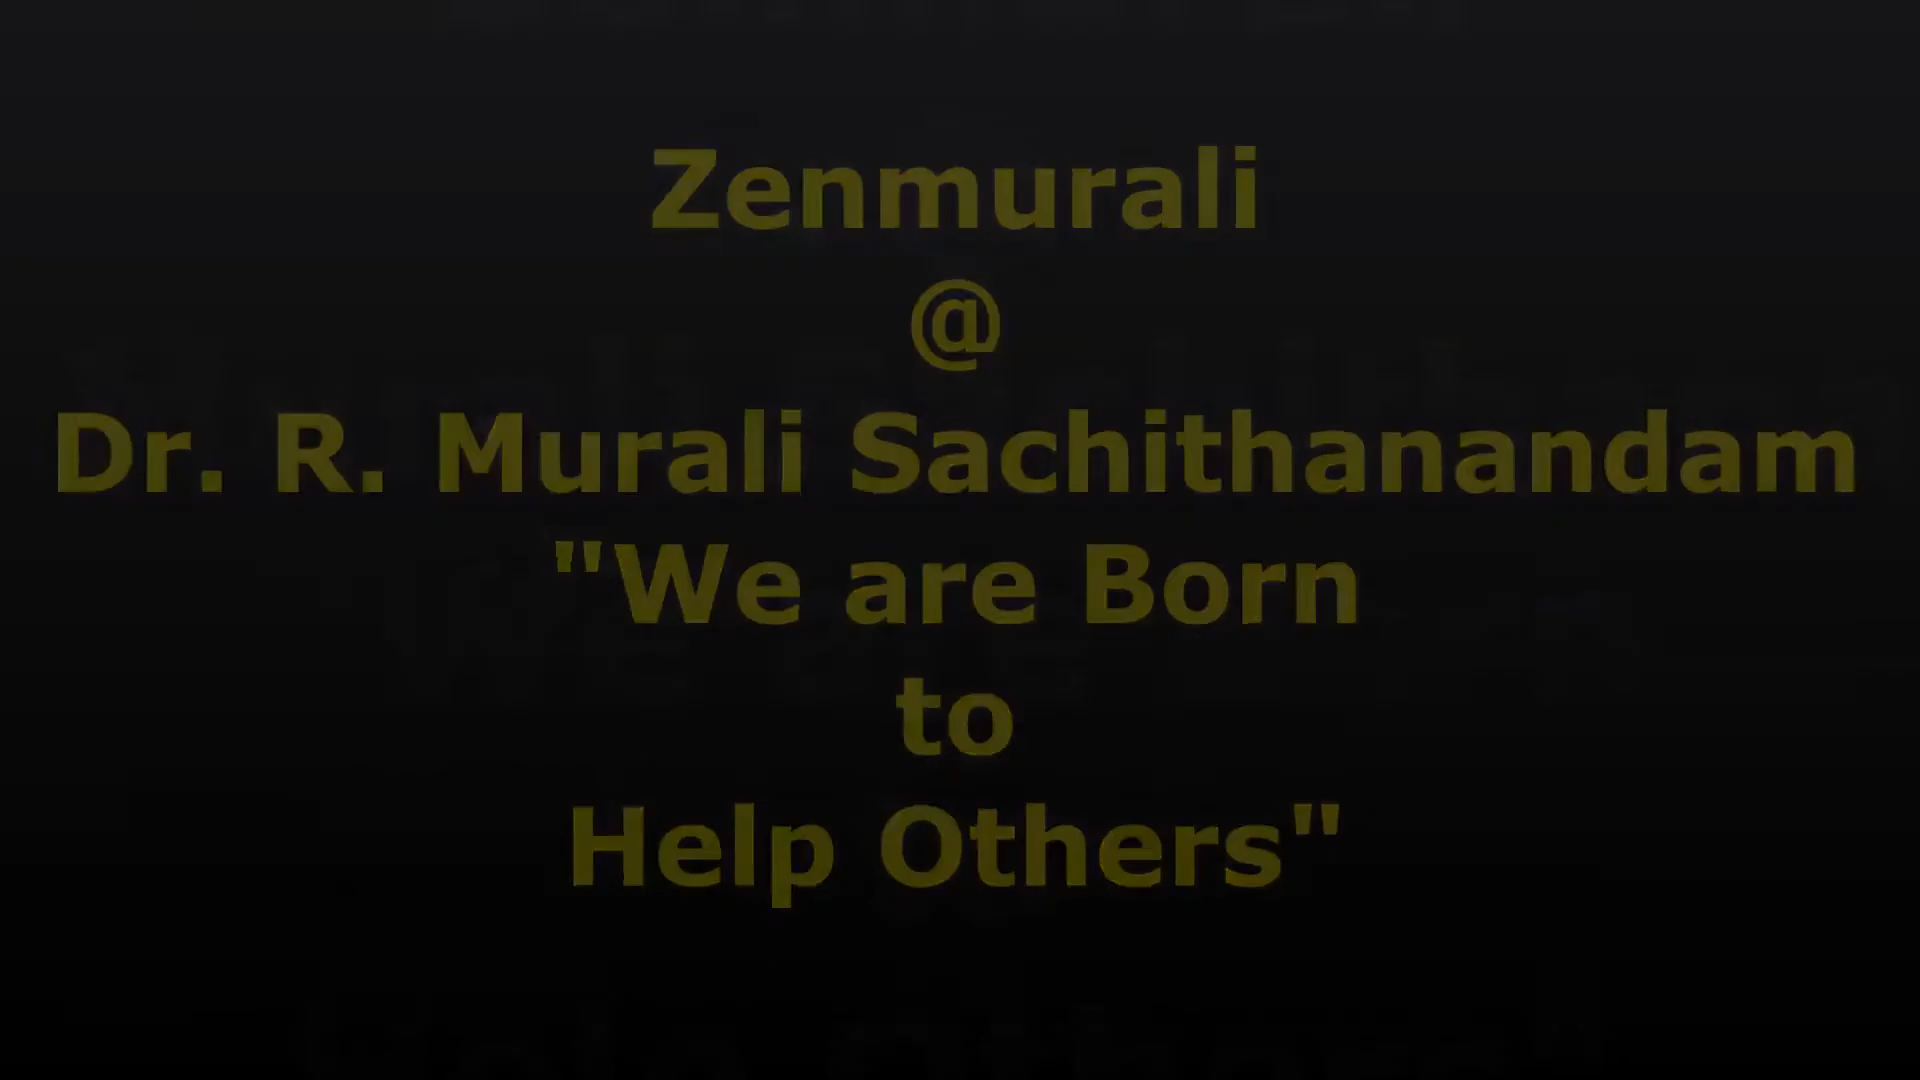 Zenmurali
@
Dr. R. Murali Sachithanandam
"We are Born
to
Help Others"